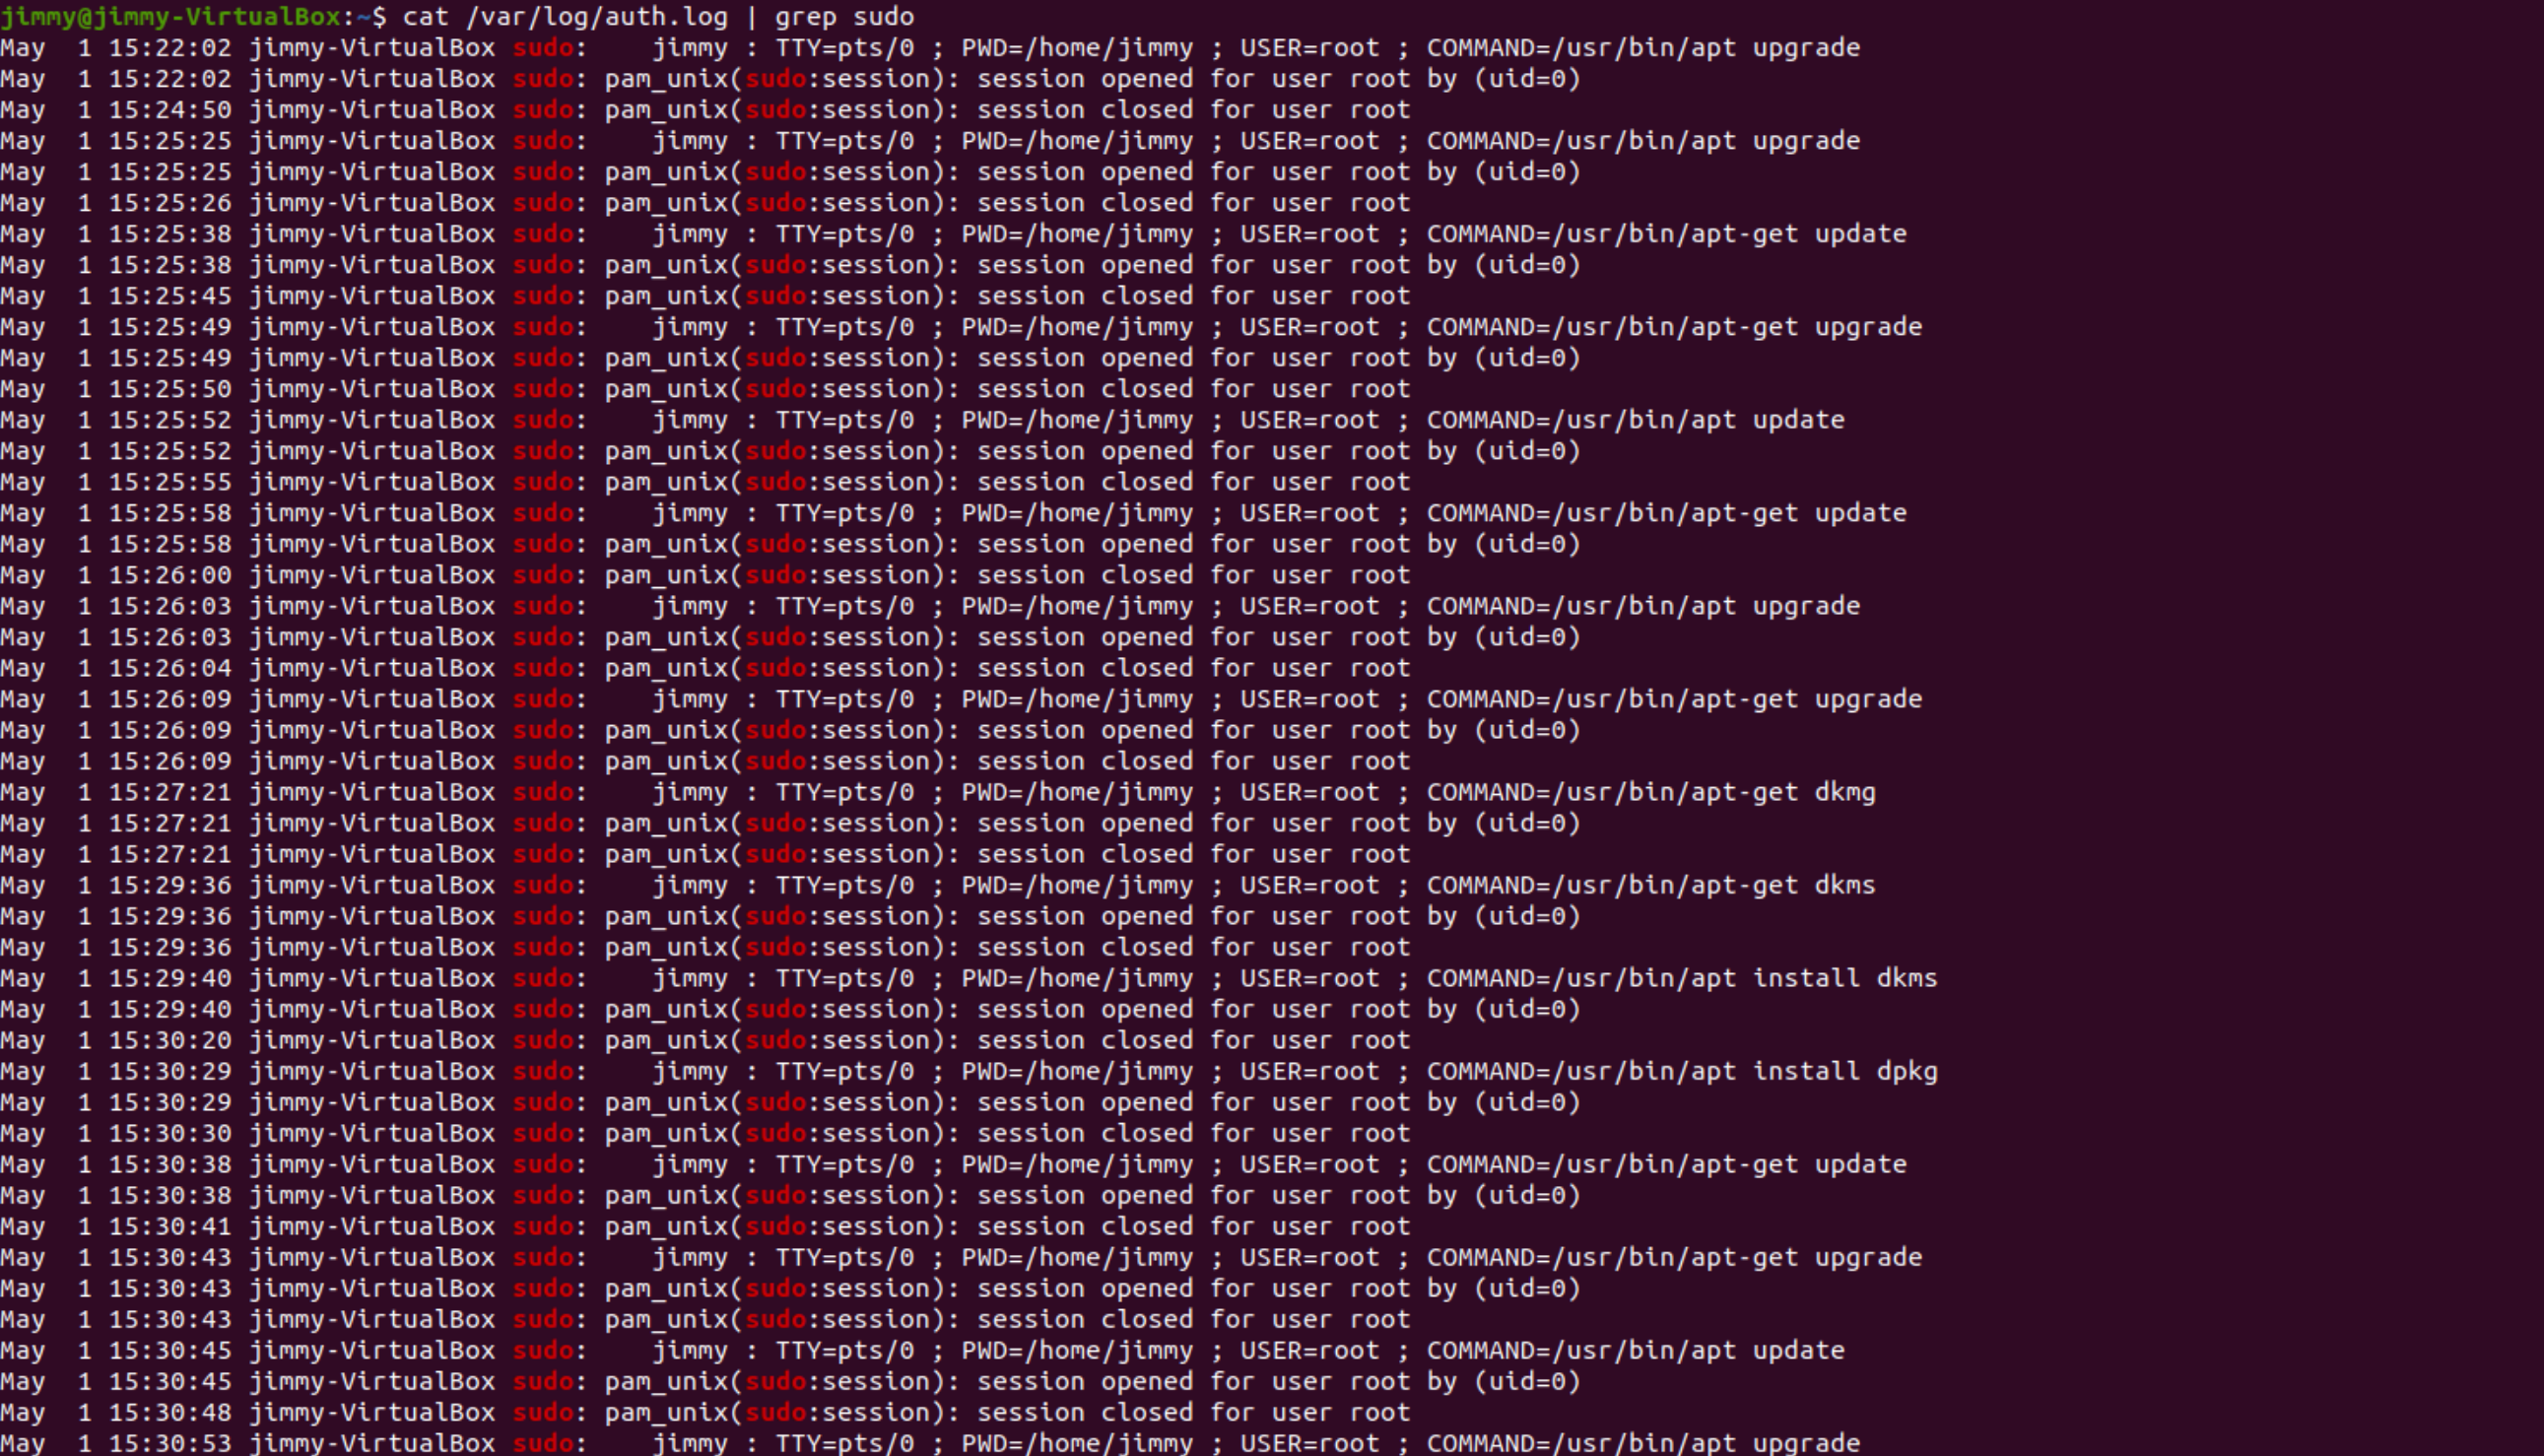 jimmy@jimmy-VirtualBox:~$ cat /var/log/auth.log | grep sudo
May  1 15:22:02 jimmy-VirtualBox sudo:    jimmy : TTY=pts/0 ; PWD=/home/jimmy ; USER=root ; COMMAND=/usr/bin/apt upgrade
May  1 15:22:02 jimmy-VirtualBox sudo: pam_unix(sudo:session): session opened for user root by (uid=0)
May  1 15:24:50 jimmy-VirtualBox sudo: pam_unix(sudo:session): session closed for user root
May  1 15:25:25 jimmy-VirtualBox sudo:    jimmy : TTY=pts/0 ; PWD=/home/jimmy ; USER=root ; COMMAND=/usr/bin/apt upgrade
May  1 15:25:25 jimmy-VirtualBox sudo: pam_unix(sudo:session): session opened for user root by (uid=0)
May  1 15:25:26 jimmy-VirtualBox sudo: pam_unix(sudo:session): session closed for user root
May  1 15:25:38 jimmy-VirtualBox sudo:    jimmy : TTY=pts/0 ; PWD=/home/jimmy ; USER=root ; COMMAND=/usr/bin/apt-get update
May  1 15:25:38 jimmy-VirtualBox sudo: pam_unix(sudo:session): session opened for user root by (uid=0)
May  1 15:25:45 jimmy-VirtualBox sudo: pam_unix(sudo:session): session closed for user root
May  1 15:25:49 jimmy-VirtualBox sudo:    jimmy : TTY=pts/0 ; PWD=/home/jimmy ; USER=root ; COMMAND=/usr/bin/apt-get upgrade
May  1 15:25:49 jimmy-VirtualBox sudo: pam_unix(sudo:session): session opened for user root by (uid=0)
May  1 15:25:50 jimmy-VirtualBox sudo: pam_unix(sudo:session): session closed for user root
May  1 15:25:52 jimmy-VirtualBox sudo:    jimmy : TTY=pts/0 ; PWD=/home/jimmy ; USER=root ; COMMAND=/usr/bin/apt update
May  1 15:25:52 jimmy-VirtualBox sudo: pam_unix(sudo:session): session opened for user root by (uid=0)
May  1 15:25:55 jimmy-VirtualBox sudo: pam_unix(sudo:session): session closed for user root
May  1 15:25:58 jimmy-VirtualBox sudo:    jimmy : TTY=pts/0 ; PWD=/home/jimmy ; USER=root ; COMMAND=/usr/bin/apt-get update
May  1 15:25:58 jimmy-VirtualBox sudo: pam_unix(sudo:session): session opened for user root by (uid=0)
May  1 15:26:00 jimmy-VirtualBox sudo: pam_unix(sudo:session): session closed for user root
May  1 15:26:03 jimmy-VirtualBox sudo:    jimmy : TTY=pts/0 ; PWD=/home/jimmy ; USER=root ; COMMAND=/usr/bin/apt upgrade
May  1 15:26:03 jimmy-VirtualBox sudo: pam_unix(sudo:session): session opened for user root by (uid=0)
May  1 15:26:04 jimmy-VirtualBox sudo: pam_unix(sudo:session): session closed for user root
May  1 15:26:09 jimmy-VirtualBox sudo:    jimmy : TTY=pts/0 ; PWD=/home/jimmy ; USER=root ; COMMAND=/usr/bin/apt-get upgrade
May  1 15:26:09 jimmy-VirtualBox sudo: pam_unix(sudo:session): session opened for user root by (uid=0)
May  1 15:26:09 jimmy-VirtualBox sudo: pam_unix(sudo:session): session closed for user root
May  1 15:27:21 jimmy-VirtualBox sudo:    jimmy : TTY=pts/0 ; PWD=/home/jimmy ; USER=root ; COMMAND=/usr/bin/apt-get dkmg
May  1 15:27:21 jimmy-VirtualBox sudo: pam_unix(sudo:session): session opened for user root by (uid=0)
May  1 15:27:21 jimmy-VirtualBox sudo: pam_unix(sudo:session): session closed for user root
May  1 15:29:36 jimmy-VirtualBox sudo:    jimmy : TTY=pts/0 ; PWD=/home/jimmy ; USER=root ; COMMAND=/usr/bin/apt-get dkms
May  1 15:29:36 jimmy-VirtualBox sudo: pam_unix(sudo:session): session opened for user root by (uid=0)
May  1 15:29:36 jimmy-VirtualBox sudo: pam_unix(sudo:session): session closed for user root
May  1 15:29:40 jimmy-VirtualBox sudo:    jimmy : TTY=pts/0 ; PWD=/home/jimmy ; USER=root ; COMMAND=/usr/bin/apt install dkms
May  1 15:29:40 jimmy-VirtualBox sudo: pam_unix(sudo:session): session opened for user root by (uid=0)
May  1 15:30:20 jimmy-VirtualBox sudo: pam_unix(sudo:session): session closed for user root
May  1 15:30:29 jimmy-VirtualBox sudo:    jimmy : TTY=pts/0 ; PWD=/home/jimmy ; USER=root ; COMMAND=/usr/bin/apt install dpkg
May  1 15:30:29 jimmy-VirtualBox sudo: pam_unix(sudo:session): session opened for user root by (uid=0)
May  1 15:30:30 jimmy-VirtualBox sudo: pam_unix(sudo:session): session closed for user root
May  1 15:30:38 jimmy-VirtualBox sudo:    jimmy : TTY=pts/0 ; PWD=/home/jimmy ; USER=root ; COMMAND=/usr/bin/apt-get update
May  1 15:30:38 jimmy-VirtualBox sudo: pam_unix(sudo:session): session opened for user root by (uid=0)
May  1 15:30:41 jimmy-VirtualBox sudo: pam_unix(sudo:session): session closed for user root
May  1 15:30:43 jimmy-VirtualBox sudo:    jimmy : TTY=pts/0 ; PWD=/home/jimmy ; USER=root ; COMMAND=/usr/bin/apt-get upgrade
May  1 15:30:43 jimmy-VirtualBox sudo: pam_unix(sudo:session): session opened for user root by (uid=0)
May  1 15:30:43 jimmy-VirtualBox sudo: pam_unix(sudo:session): session closed for user root
May  1 15:30:45 jimmy-VirtualBox sudo:    jimmy : TTY=pts/0 ; PWD=/home/jimmy ; USER=root ; COMMAND=/usr/bin/apt update
May  1 15:30:45 jimmy-VirtualBox sudo: pam_unix(sudo:session): session opened for user root by (uid=0)
May  1 15:30:48 jimmy-VirtualBox sudo: pam_unix(sudo:session): session closed for user root
May  1 15:30:53 jimmy-VirtualBox sudo:    jimmy : TTY=pts/0 ; PWD=/home/jimmy ; USER=root ; COMMAND=/usr/bin/apt upgrade